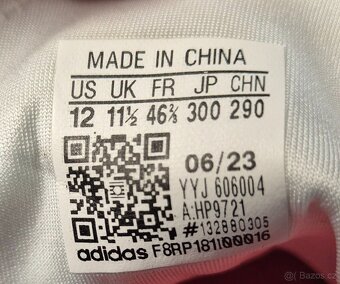 MADE IN CHINA
US UK FR JP CHN
12 11½ 46⅔ 300 290
06/23
YYJ 606004
A:HP9721
#132880305
adidas F8RP181I00016
Bazos.cz